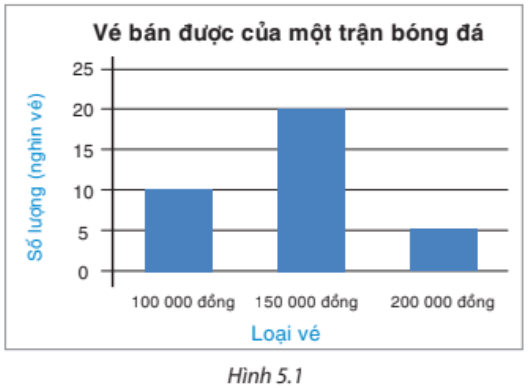 Vé bán được của một trận bóng đá
Số lượng (nghìn vé)
25
20
15
10
5
0
100 000 đồng 150 000 đồng 200 000 đồng
Loại vé
Hình 5.1